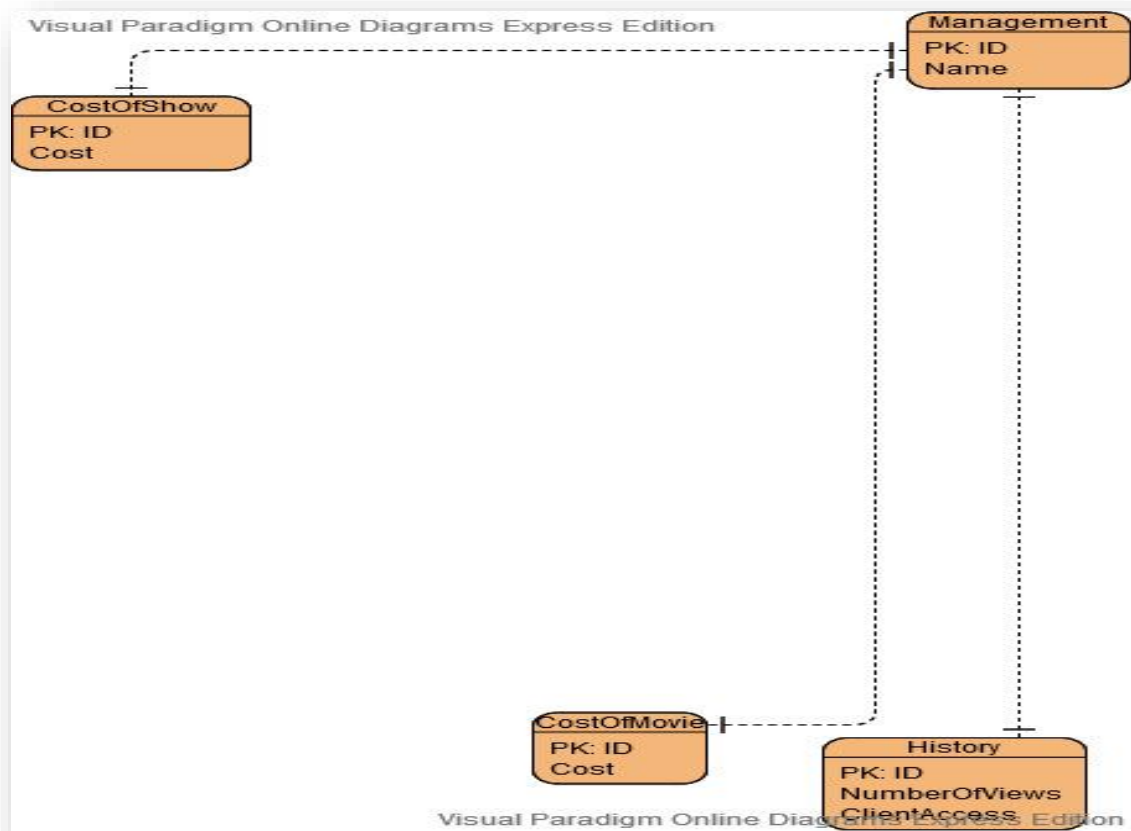 Visual Paradigm Online Diagrams Express Edition
Management
PK: ID
Name
CostOfShow
PK: ID
Cost
CostOfMovie
PK: ID
Cost
History
PK: ID
NumberOfViews
ClientAccess
Visual Paradigm Online Diagrams Express Edition